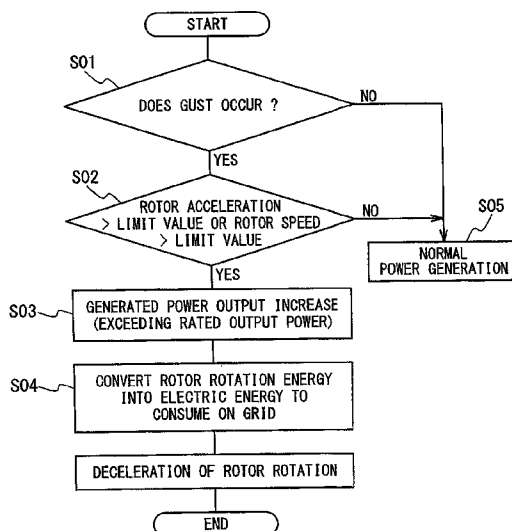 START
S01
DOES GUST OCCUR ?
NO
YES
S02
ROTOR ACCELERATION
> LIMIT VALUE OR ROTOR SPEED
> LIMIT VALUE
NO
S05
NORMAL
POWER GENERATION
YES
S03
GENERATED POWER OUTPUT INCREASE
(EXCEEDING RATED OUTPUT POWER)
S04
CONVERT ROTOR ROTATION ENERGY
INTO ELECTRIC ENERGY TO
CONSUME ON GRID
DECELERATION OF ROTOR ROTATION
END